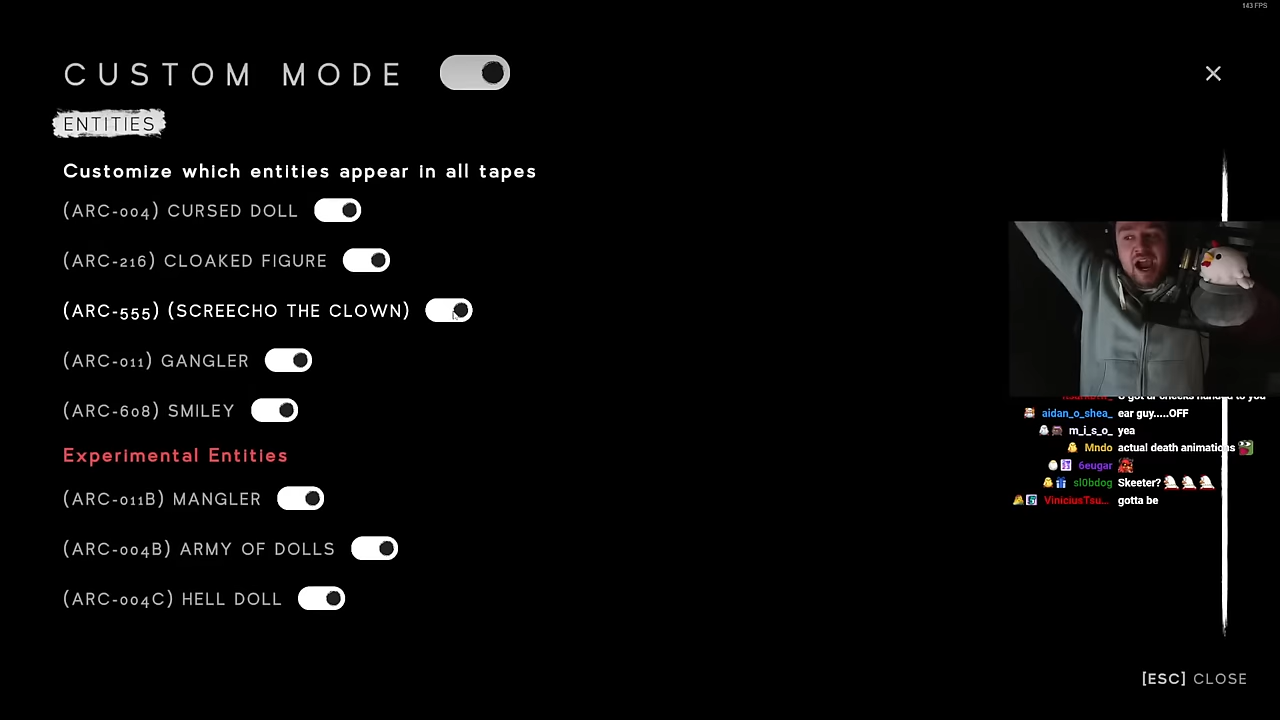 143 FPS
CUSTOM MODE
ENTITIES
Customize which entities appear in all tapes
(ARC-004) CURSED DOLL
(ARC-216) CLOAKED FIGURE
(ARC-555) (SCREECHO THE CLOWN)
(ARC-011) GANGLER
(ARC-608) SMILEY
Experimental Entities
(ARC-011B) MANGLER
(ARC-004B) ARMY OF DOLLS
(ARC-004C) HELL DOLL
aidan_o_shea_ ear guy.....OFF
m_i_s_o_ yea
Mndo actual death animations
6eugar
sl0bdog Skeeter?
ViniciusTsu... gotta be
[ESC] CLOSE